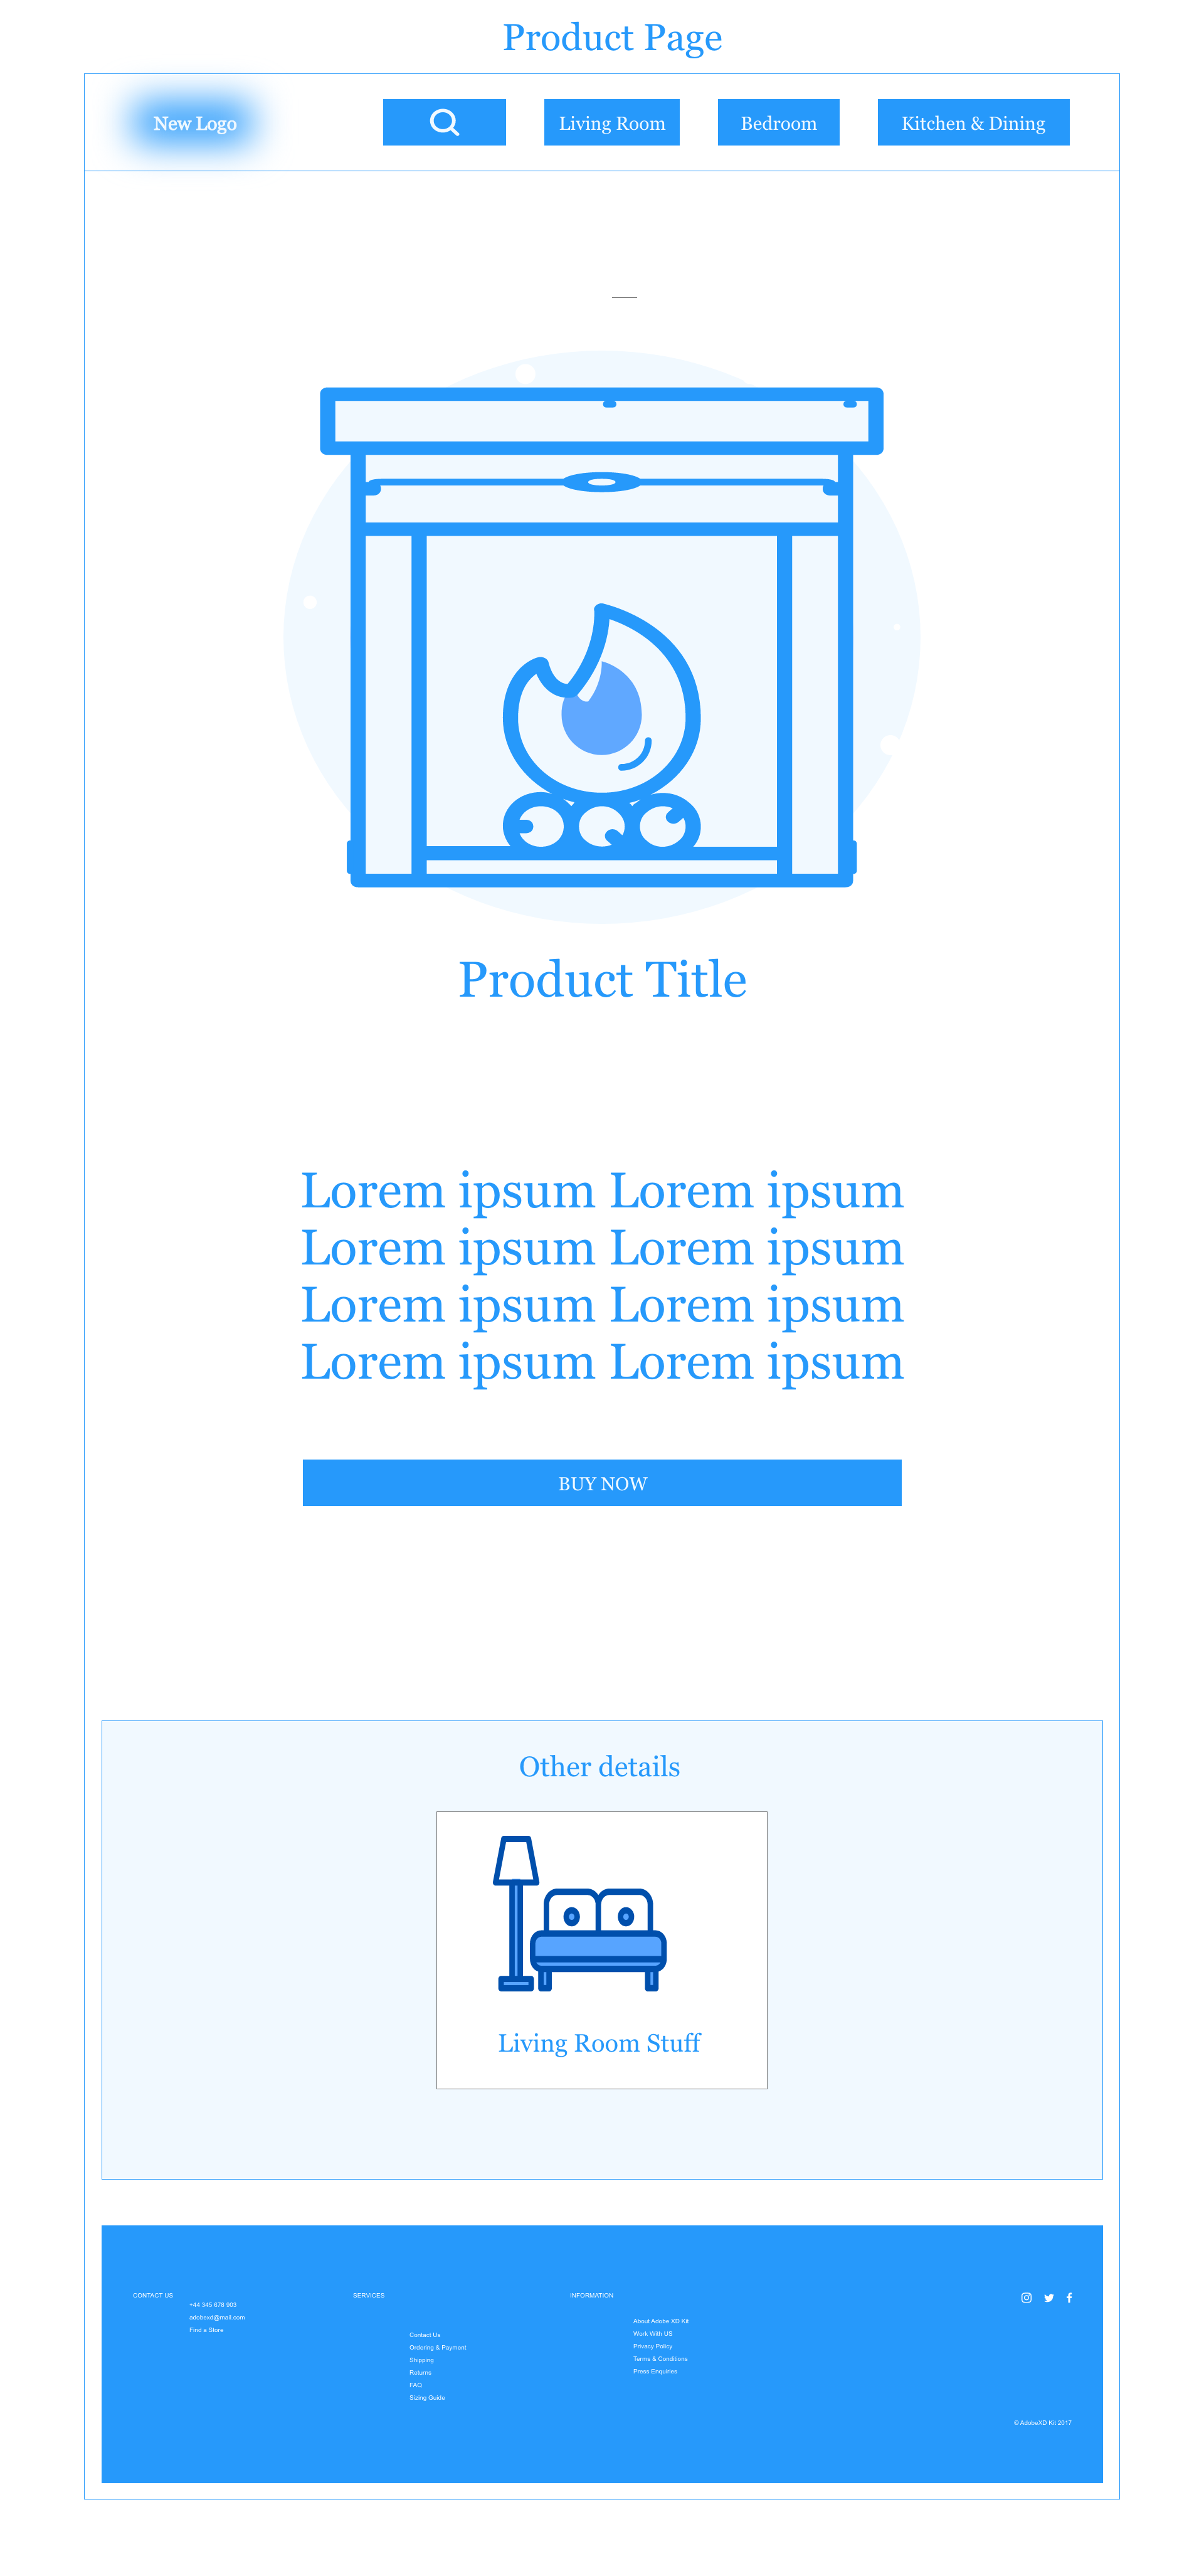 Product Page
New Logo
Living Room
Bedroom
Kitchen & Dining
Product Title
Lorem ipsum Lorem ipsum
Lorem ipsum Lorem ipsum
Lorem ipsum Lorem ipsum
Lorem ipsum Lorem ipsum
BUY NOW
Other details
Living Room Stuff
CONTACT US
+44 345 678 903
adobexd@mail.com
Find a Store
SERVICES
Contact Us
Ordering & Payment
Shipping
Returns
FAQ
Sizing Guide
INFORMATION
About Adobe XD Kit
Work With US
Privacy Policy
Terms & Conditions
Press Enquiries
© AdobeXD Kit 2017